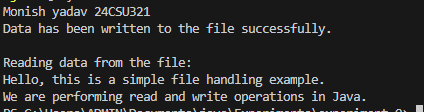 Monish yadav 24CSU321
Data has been written to the file successfully.
Reading data from the file:
Hello, this is a simple file handling example.
We are performing read and write operations in Java.